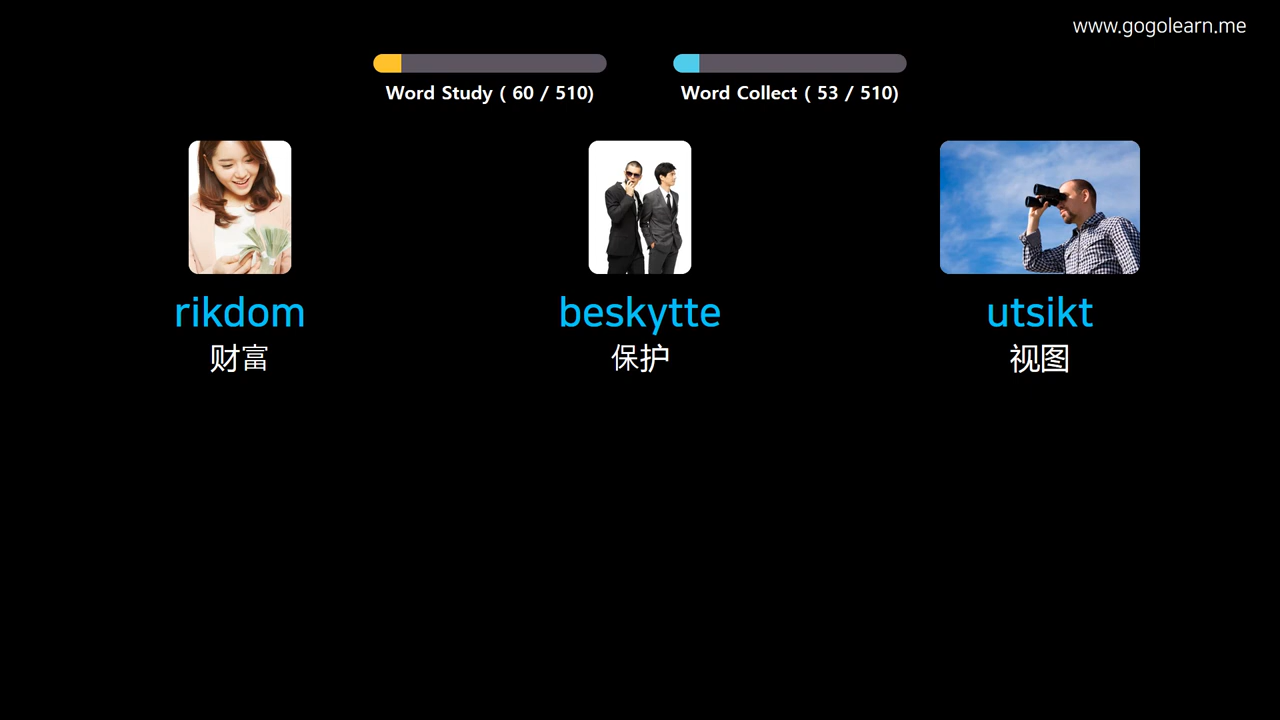 www.gogolearn.me
Word Study ( 60 / 510)
Word Collect ( 53 / 510)
rikdom
beskytte
utsikt
财富
保护
视图